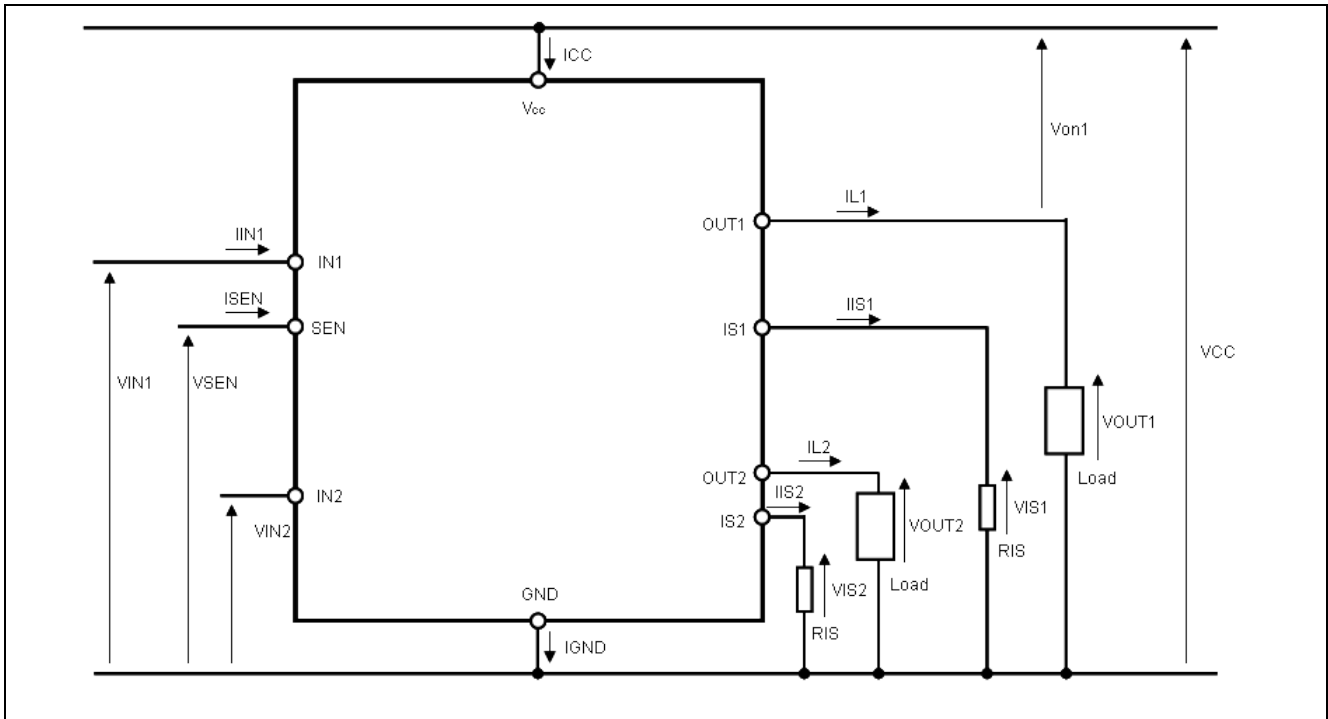 ICC
Vcc
Von1
IL1
OUT1
IIN1
IN1
ISEN
SEN
IIS1
IS1
VCC
VIN1
VSEN
VOUT1
IL2
OUT2
Load
IIS2
IN2
IS2
VIS1
VIN2
VOUT2
RIS
VIS2
Load
GND
RIS
IGND